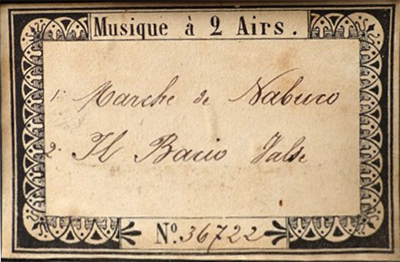 Musique à 2 Airs.
1. Marche de Nabuco
2. Il Bacio Valse
Nº. 36722